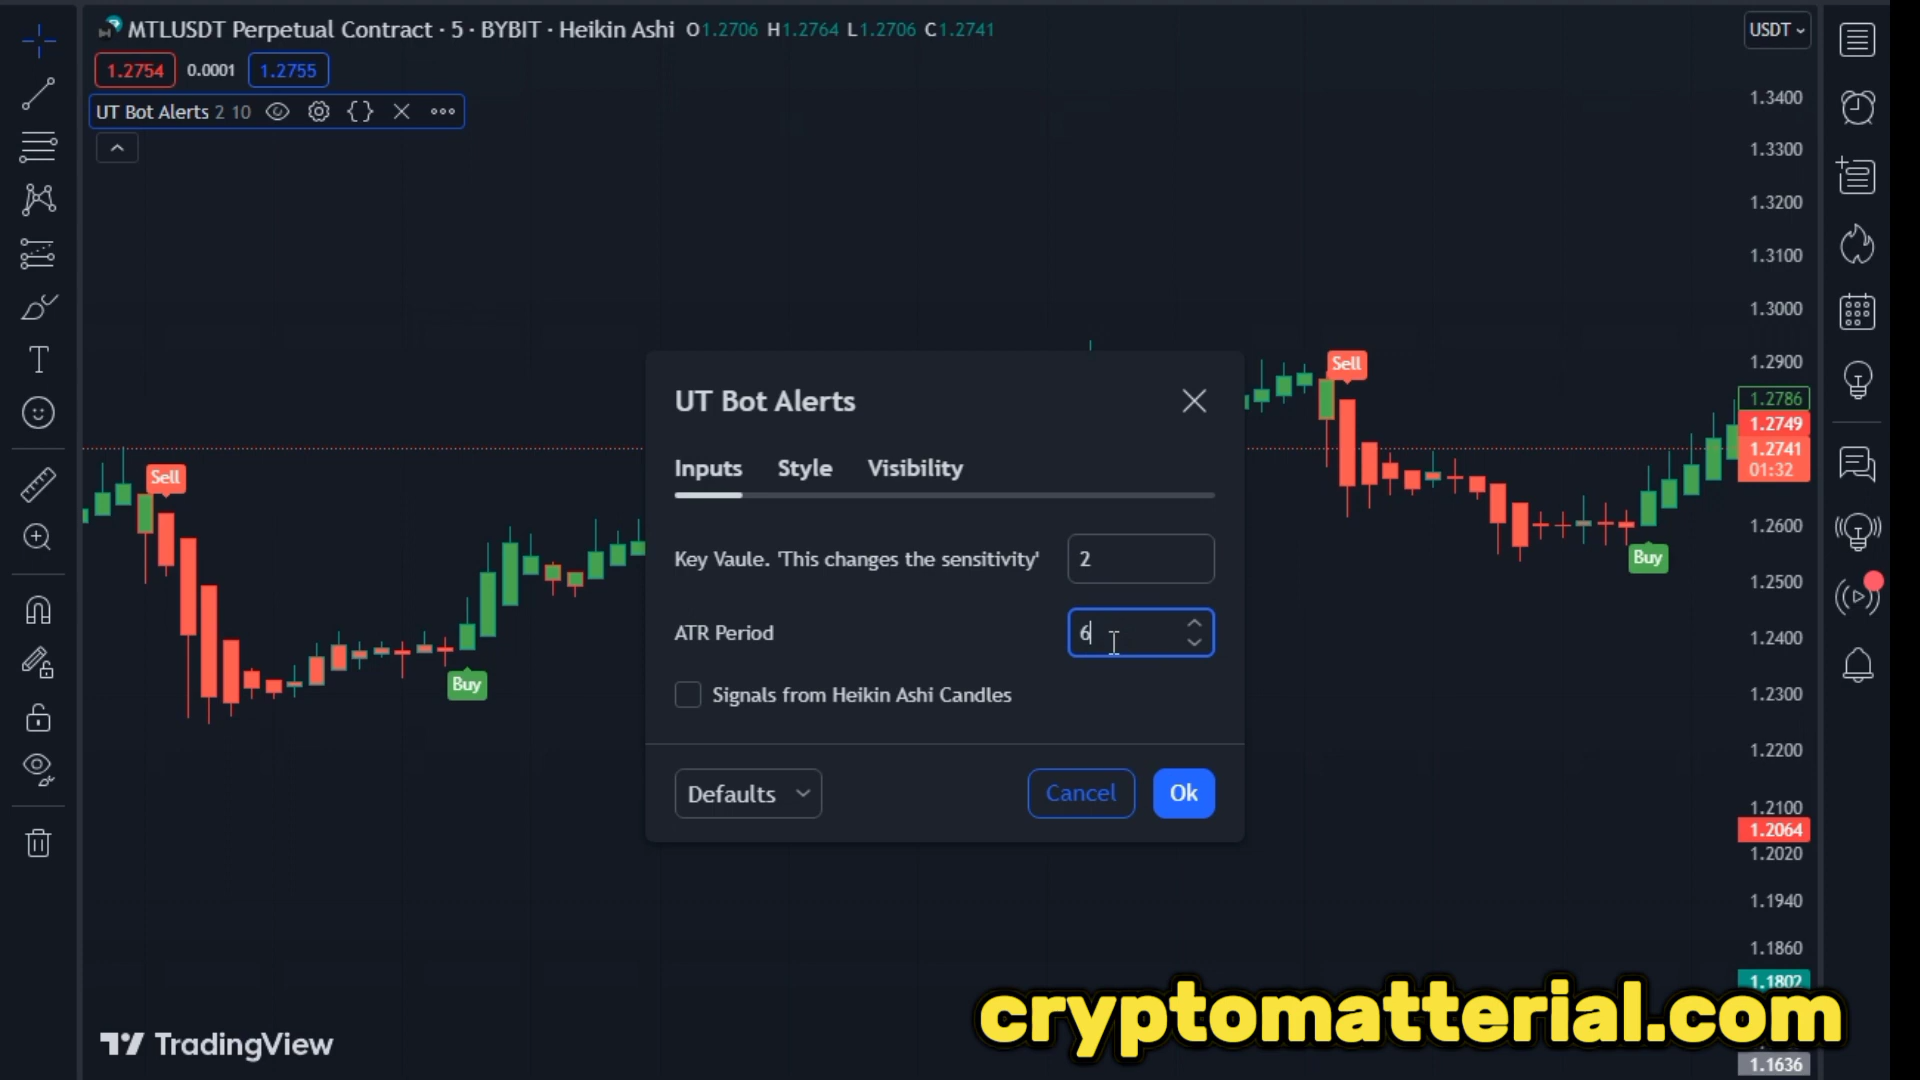 MTLUSDT Perpetual Contract · 5 · BYBIT · Heikin Ashi O1.2706 H1.2764 L1.2706 C1.2741
USDT
1.2754 0.0001 1.2755
UT Bot Alerts 2 10
1.3400
1.3300
1.3200
1.3100
1.3000
1.2900
1.2786
1.2749
1.2741
01:32
1.2600
1.2500
1.2400
1.2300
1.2200
1.2100
1.2064
1.2020
1.1940
1.1860
1.1802
1.1636
Sell
Buy
Sell
Buy
UT Bot Alerts
Inputs Style Visibility
Key Vaule. 'This changes the sensitivity' 2
ATR Period 6
Signals from Heikin Ashi Candles
Defaults Cancel Ok
TradingView
cryptomatterial.com